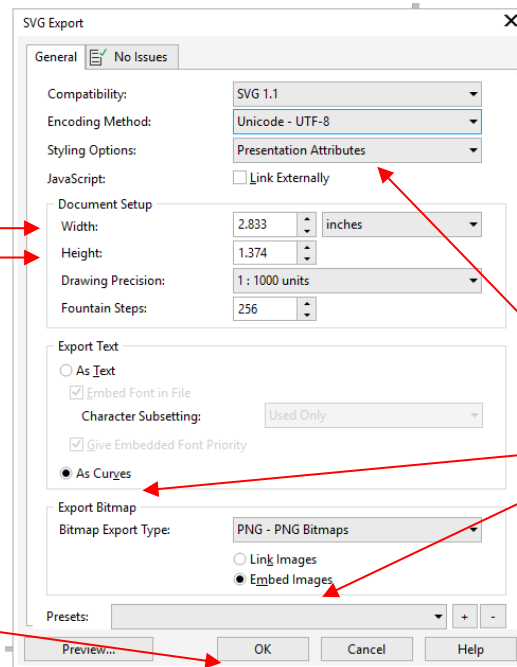 SVG Export
General No Issues
Compatibility: SVG 1.1
Encoding Method: Unicode - UTF-8
Styling Options: Presentation Attributes
JavaScript: Link Externally
Document Setup
Width: 2.833 inches
Height: 1.374
Drawing Precision: 1 : 1000 units
Fountain Steps: 256
Export Text
As Text
Embed Font in File
Character Subsetting: Used Only
Give Embedded Font Priority
As Curves
Export Bitmap
Bitmap Export Type: PNG - PNG Bitmaps
Link Images
Embed Images
Presets: + -
Preview... OK Cancel Help